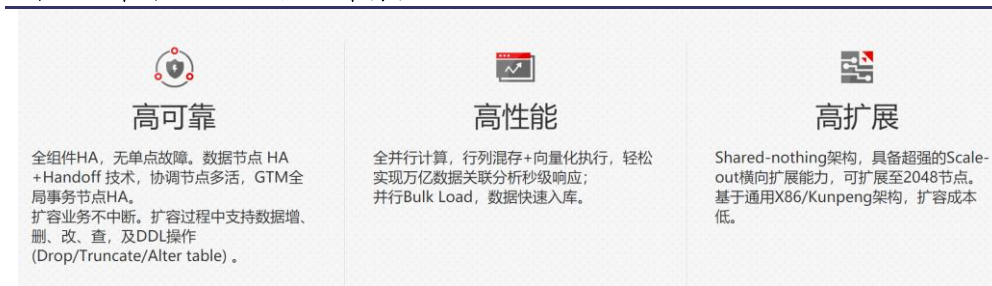 高可靠
全组件HA，无单点故障。数据节点 HA
+Handoff 技术，协调节点多活，GTM全
局事务节点HA。
扩容业务不中断。扩容过程中支持数据增、
删、改、查，及DDL操作
(Drop/Truncate/Alter table) 。
高性能
全并行计算，行列混存+向量化执行，轻松
实现万亿数据关联分析秒级响应；
并行Bulk Load，数据快速入库。
高扩展
Shared-nothing架构，具备超强的Scale-
out横向扩展能力，可扩展至2048节点。
基于通用X86/Kunpeng架构，扩容成本
低。